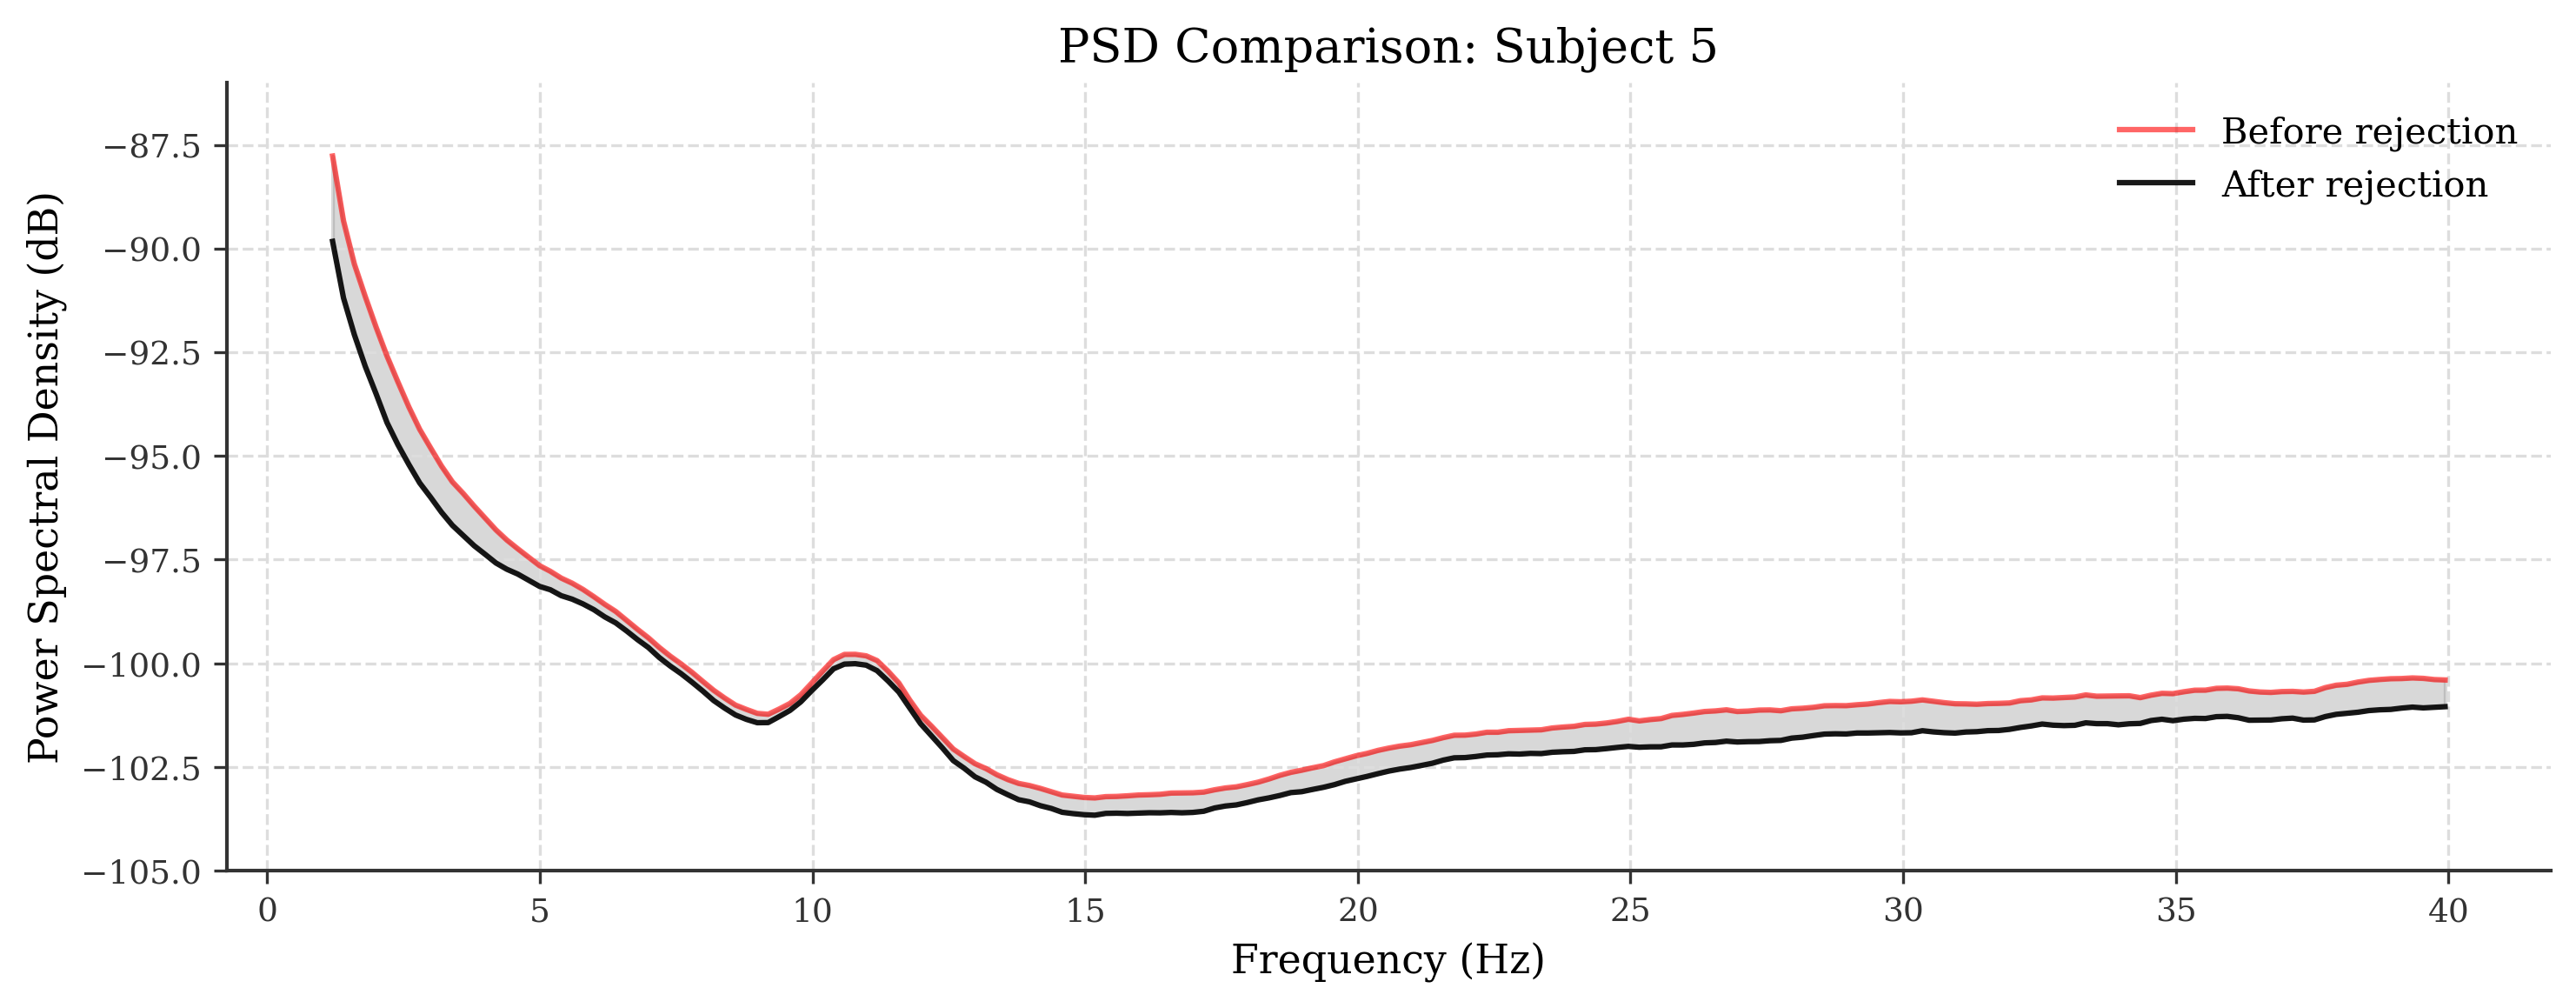 PSD Comparison: Subject 5
Before rejection
After rejection
Power Spectral Density (dB)
−87.5
−90.0
−92.5
−95.0
−97.5
−100.0
−102.5
−105.0
0 5 10 15 20 25 30 35 40
Frequency (Hz)